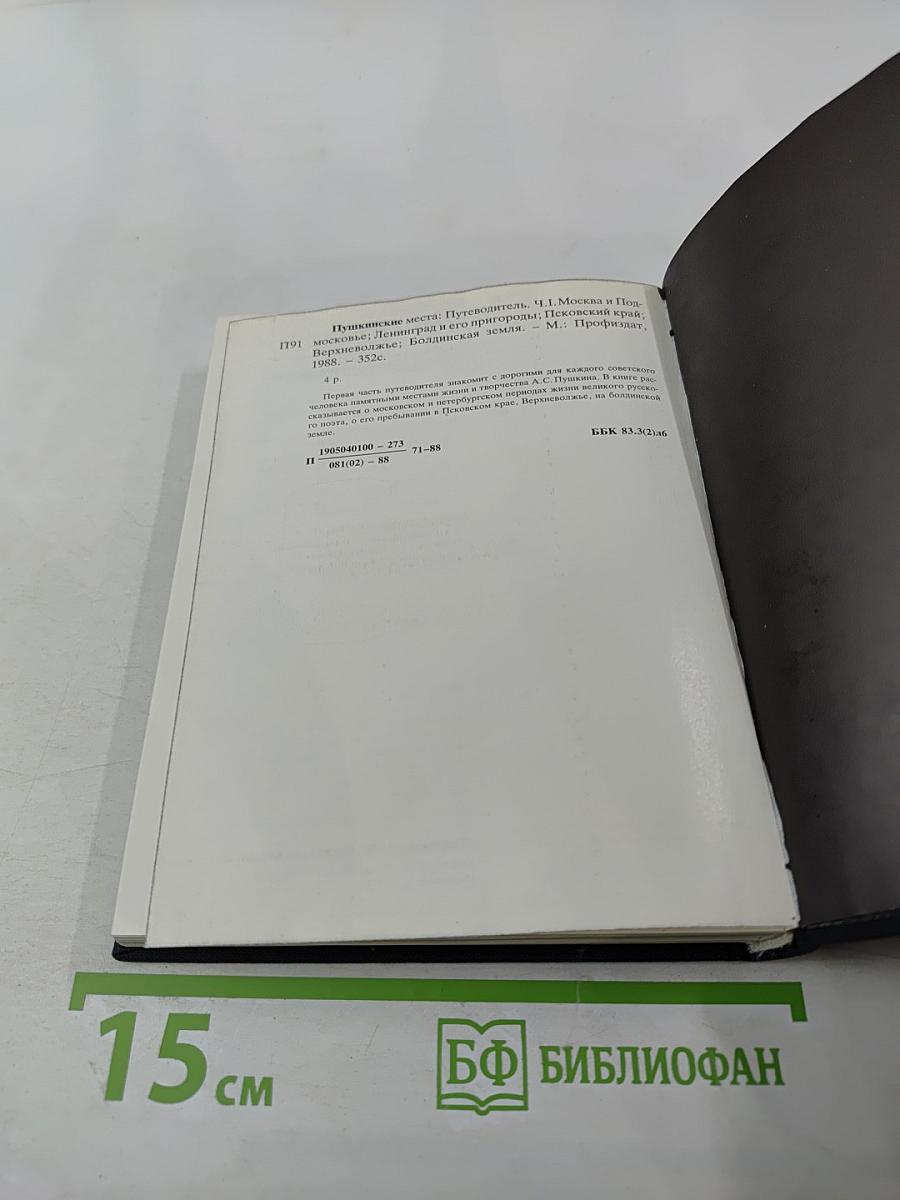 Пушкинские места: Путеводитель. Ч.I. Москва и Под-
П91 московье; Ленинград и его пригороды; Псковский край;
Верхневолжье; Болдинская земля. – М.: Профиздат,
1988. – 352с.
4 р.
Первая часть путеводителя знакомит с дорогими для каждого советского
человека памятными местами жизни и творчества А.С.Пушкина. В книге рас-
сказывается о московском и петербургском периодах жизни великого русско-
го поэта, о его пребывании в Псковском крае, Верхневолжье, на болдинской
земле.
П 1905040100 – 273 71–88
081(02) – 88
ББК 83.3(2)л6
15 см
БФ БИБЛИОФАН